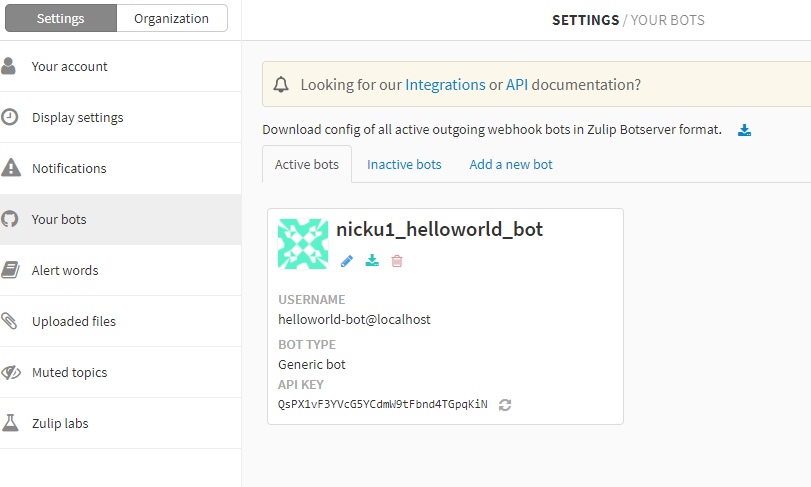 Settings
Organization
SETTINGS / YOUR BOTS
Your account
Display settings
Notifications
Your bots
Alert words
Uploaded files
Muted topics
Zulip labs
Looking for our Integrations or API documentation?
Download config of all active outgoing webhook bots in Zulip Botserver format.
Active bots
Inactive bots
Add a new bot
nicku1_helloworld_bot
USERNAME
helloworld-bot@localhost
BOT TYPE
Generic bot
API KEY
QsPX1vF3YVcG5YCdmW9tFbnd4TGpqKiN